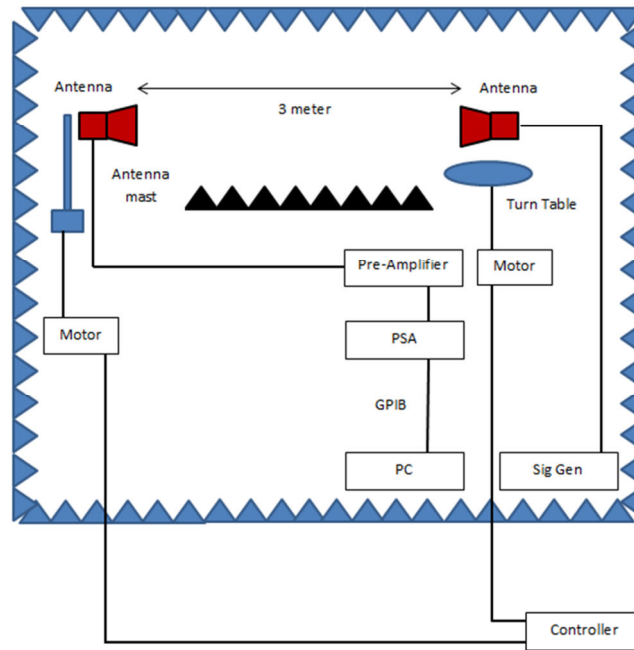 Antenna
Antenna
3 meter
Antenna
mast
Turn Table
Pre-Amplifier
Motor
Motor
PSA
GPIB
PC
Sig Gen
Controller